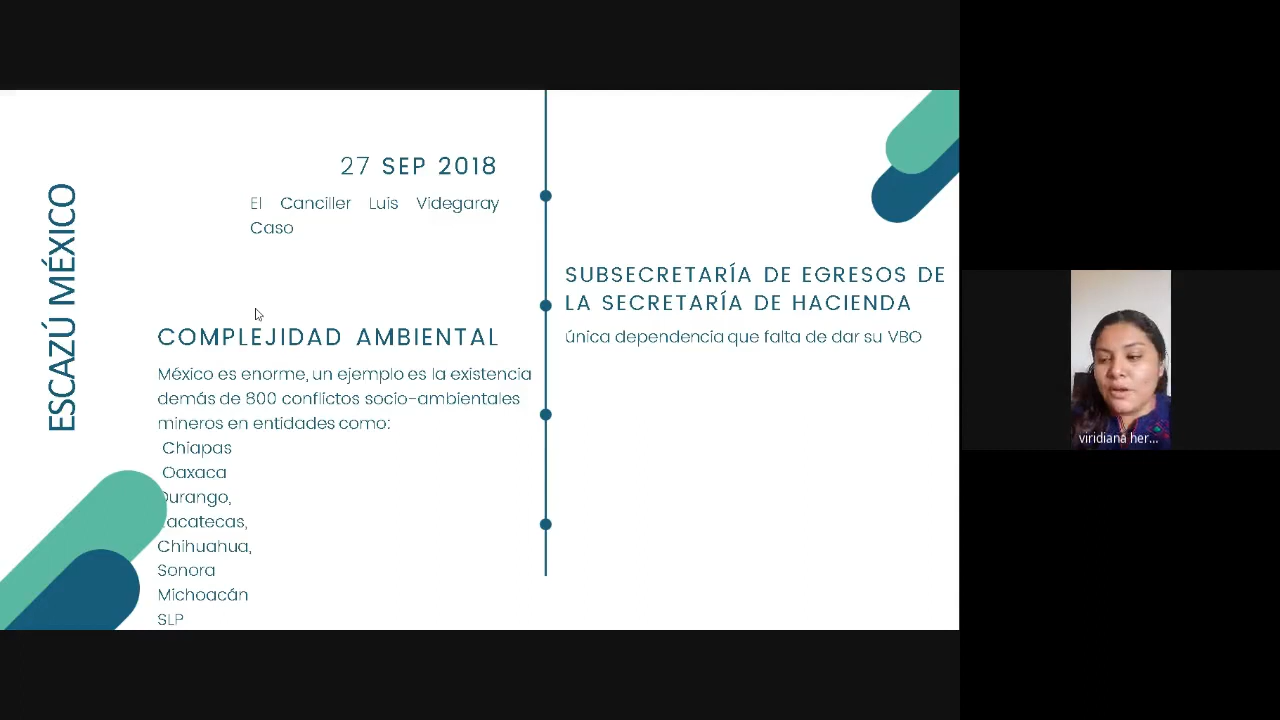 ESCAZÚ MÉXICO
27 SEP 2018
El Canciller Luis Videgaray
Caso
COMPLEJIDAD AMBIENTAL
México es enorme, un ejemplo es la existencia
demás de 800 conflictos socio-ambientales
mineros en entidades como:
Chiapas
Oaxaca
Durango,
acatecas,
Chihuahua,
Sonora
Michoacán
SLP
SUBSECRETARÍA DE EGRESOS DE
LA SECRETARÍA DE HACIENDA
única dependencia que falta de dar su VBO
viridiana her...